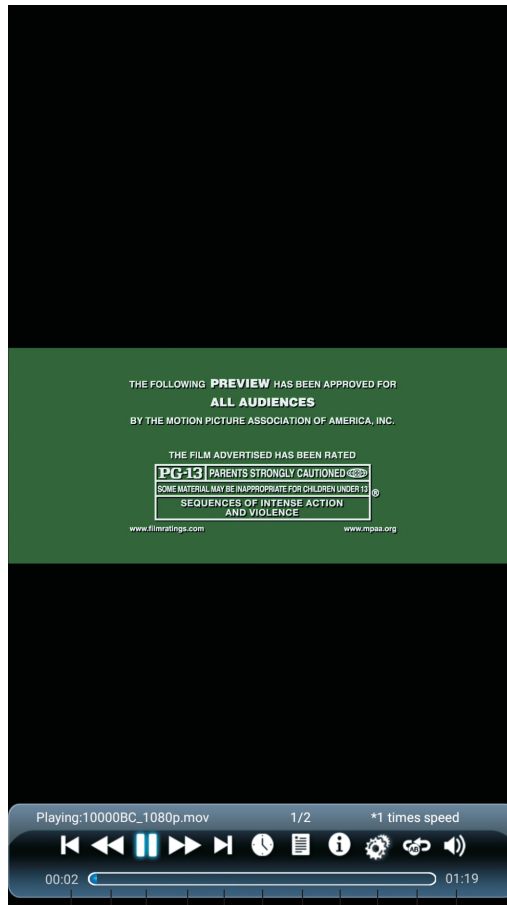 THE FOLLOWING PREVIEW HAS BEEN APPROVED FOR
ALL AUDIENCES
BY THE MOTION PICTURE ASSOCIATION OF AMERICA, INC.
THE FILM ADVERTISED HAS BEEN RATED
PG-13 PARENTS STRONGLY CAUTIONED
SOME MATERIAL MAY BE INAPPROPRIATE FOR CHILDREN UNDER 13 ®
SEQUENCES OF INTENSE ACTION
AND VIOLENCE
www.filmratings.com www.mpaa.org
Playing:10000BC_1080p.mov 1/2 *1 times speed
AB
00:02 01:19